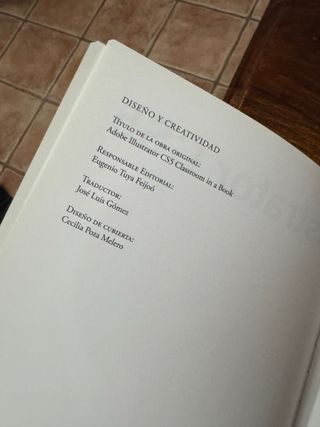 DISEÑO Y CREATIVIDAD
TÍTULO DE LA OBRA ORIGINAL:
Adobe Illustrator CS5 Classroom in a Book
RESPONSABLE EDITORIAL:
Eugenio Tuya Feijoó
TRADUCTOR:
José Luis Gómez
DISEÑO DE CUBIERTA:
Cecilia Poza Melero